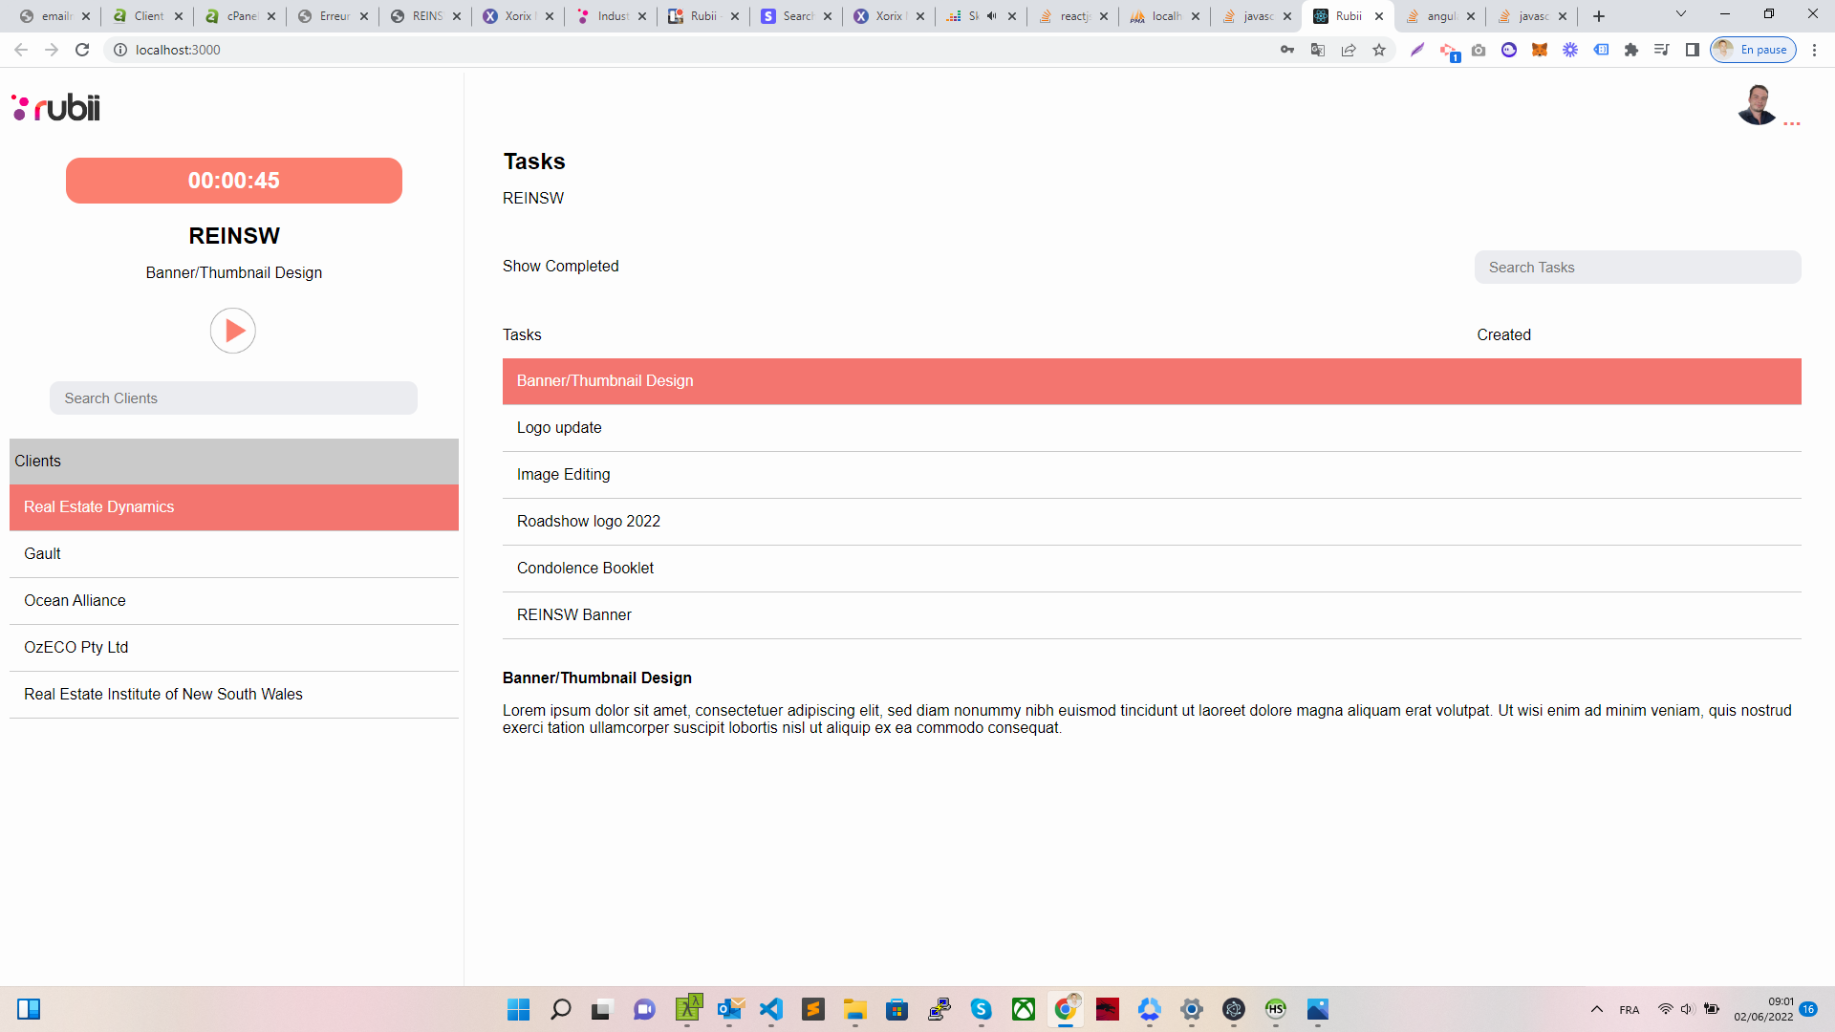 emailr
Client
cPanel
Erreur
REINS
Xorix
Indust
Rubii
Search
Xorix
reactj
localh
javasc
Rubii
angul
javasc
localhost:3000
1
En pause
rubii
00:00:45
REINSW
Banner/Thumbnail Design
Search Clients
Clients
Real Estate Dynamics
Gault
Ocean Alliance
OzECO Pty Ltd
Real Estate Institute of New South Wales
Tasks
REINSW
Show Completed
Search Tasks
Tasks Created
Banner/Thumbnail Design
Logo update
Image Editing
Roadshow logo 2022
Condolence Booklet
REINSW Banner
Banner/Thumbnail Design
Lorem ipsum dolor sit amet, consectetuer adipiscing elit, sed diam nonummy nibh euismod tincidunt ut laoreet dolore magna aliquam erat volutpat. Ut wisi enim ad minim veniam, quis nostrud
exerci tation ullamcorper suscipit lobortis nisl ut aliquip ex ea commodo consequat.
HS
FRA
09:01
02/06/2022
16